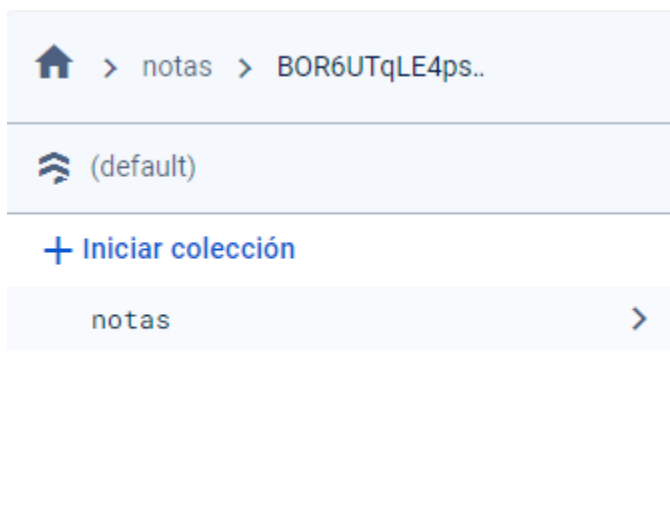 notas > BOR6UTqLE4ps..
(default)
+ Iniciar colección
notas